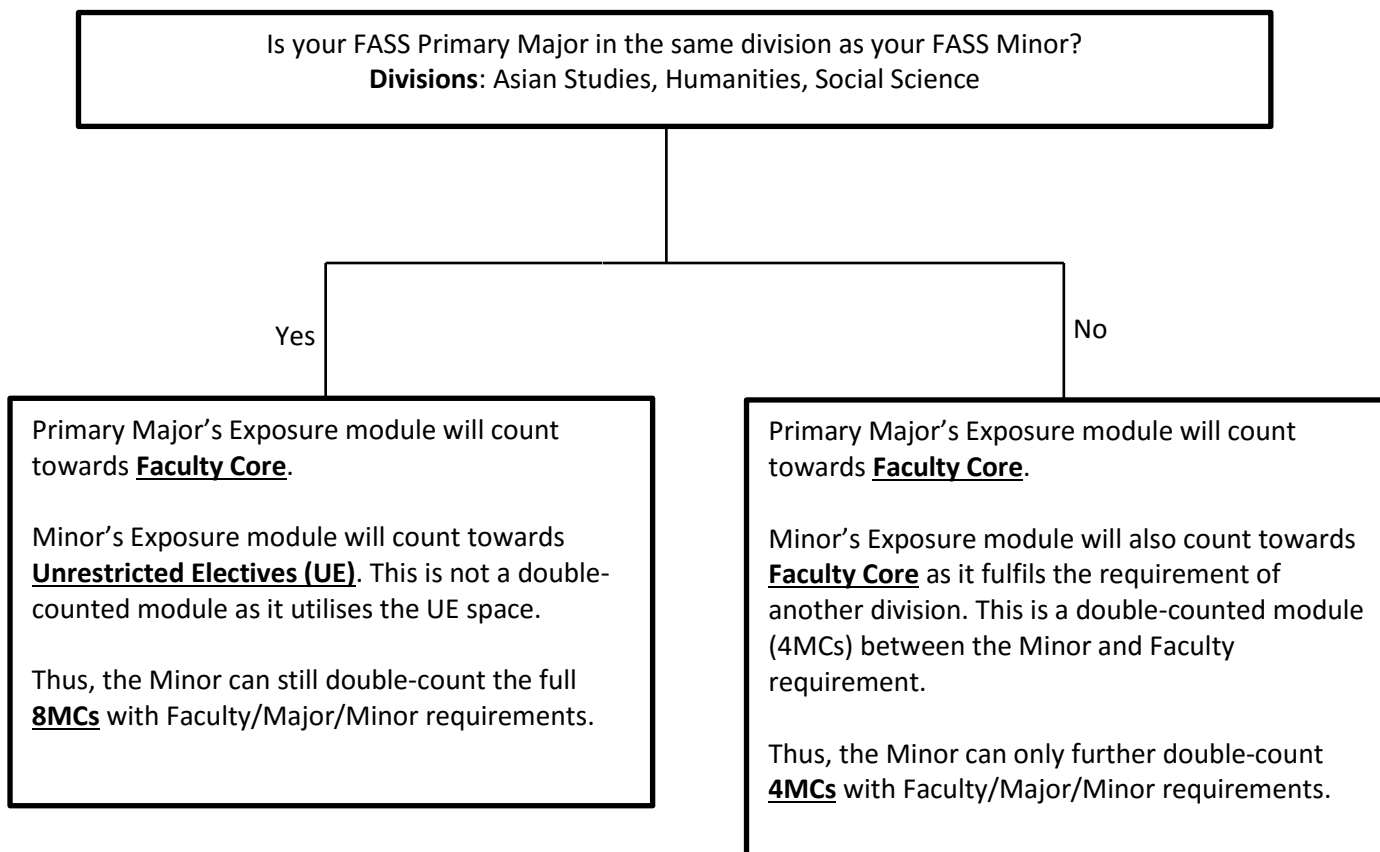 Is your FASS Primary Major in the same division as your FASS Minor?
Divisions: Asian Studies, Humanities, Social Science
Yes
No
Primary Major’s Exposure module will count
towards Faculty Core.
Minor’s Exposure module will count towards
Unrestricted Electives (UE). This is not a double-
counted module as it utilises the UE space.
Thus, the Minor can still double-count the full
8MCs with Faculty/Major/Minor requirements.
Primary Major’s Exposure module will count
towards Faculty Core.
Minor’s Exposure module will also count towards
Faculty Core as it fulfils the requirement of
another division. This is a double-counted module
(4MCs) between the Minor and Faculty
requirement.
Thus, the Minor can only further double-count
4MCs with Faculty/Major/Minor requirements.